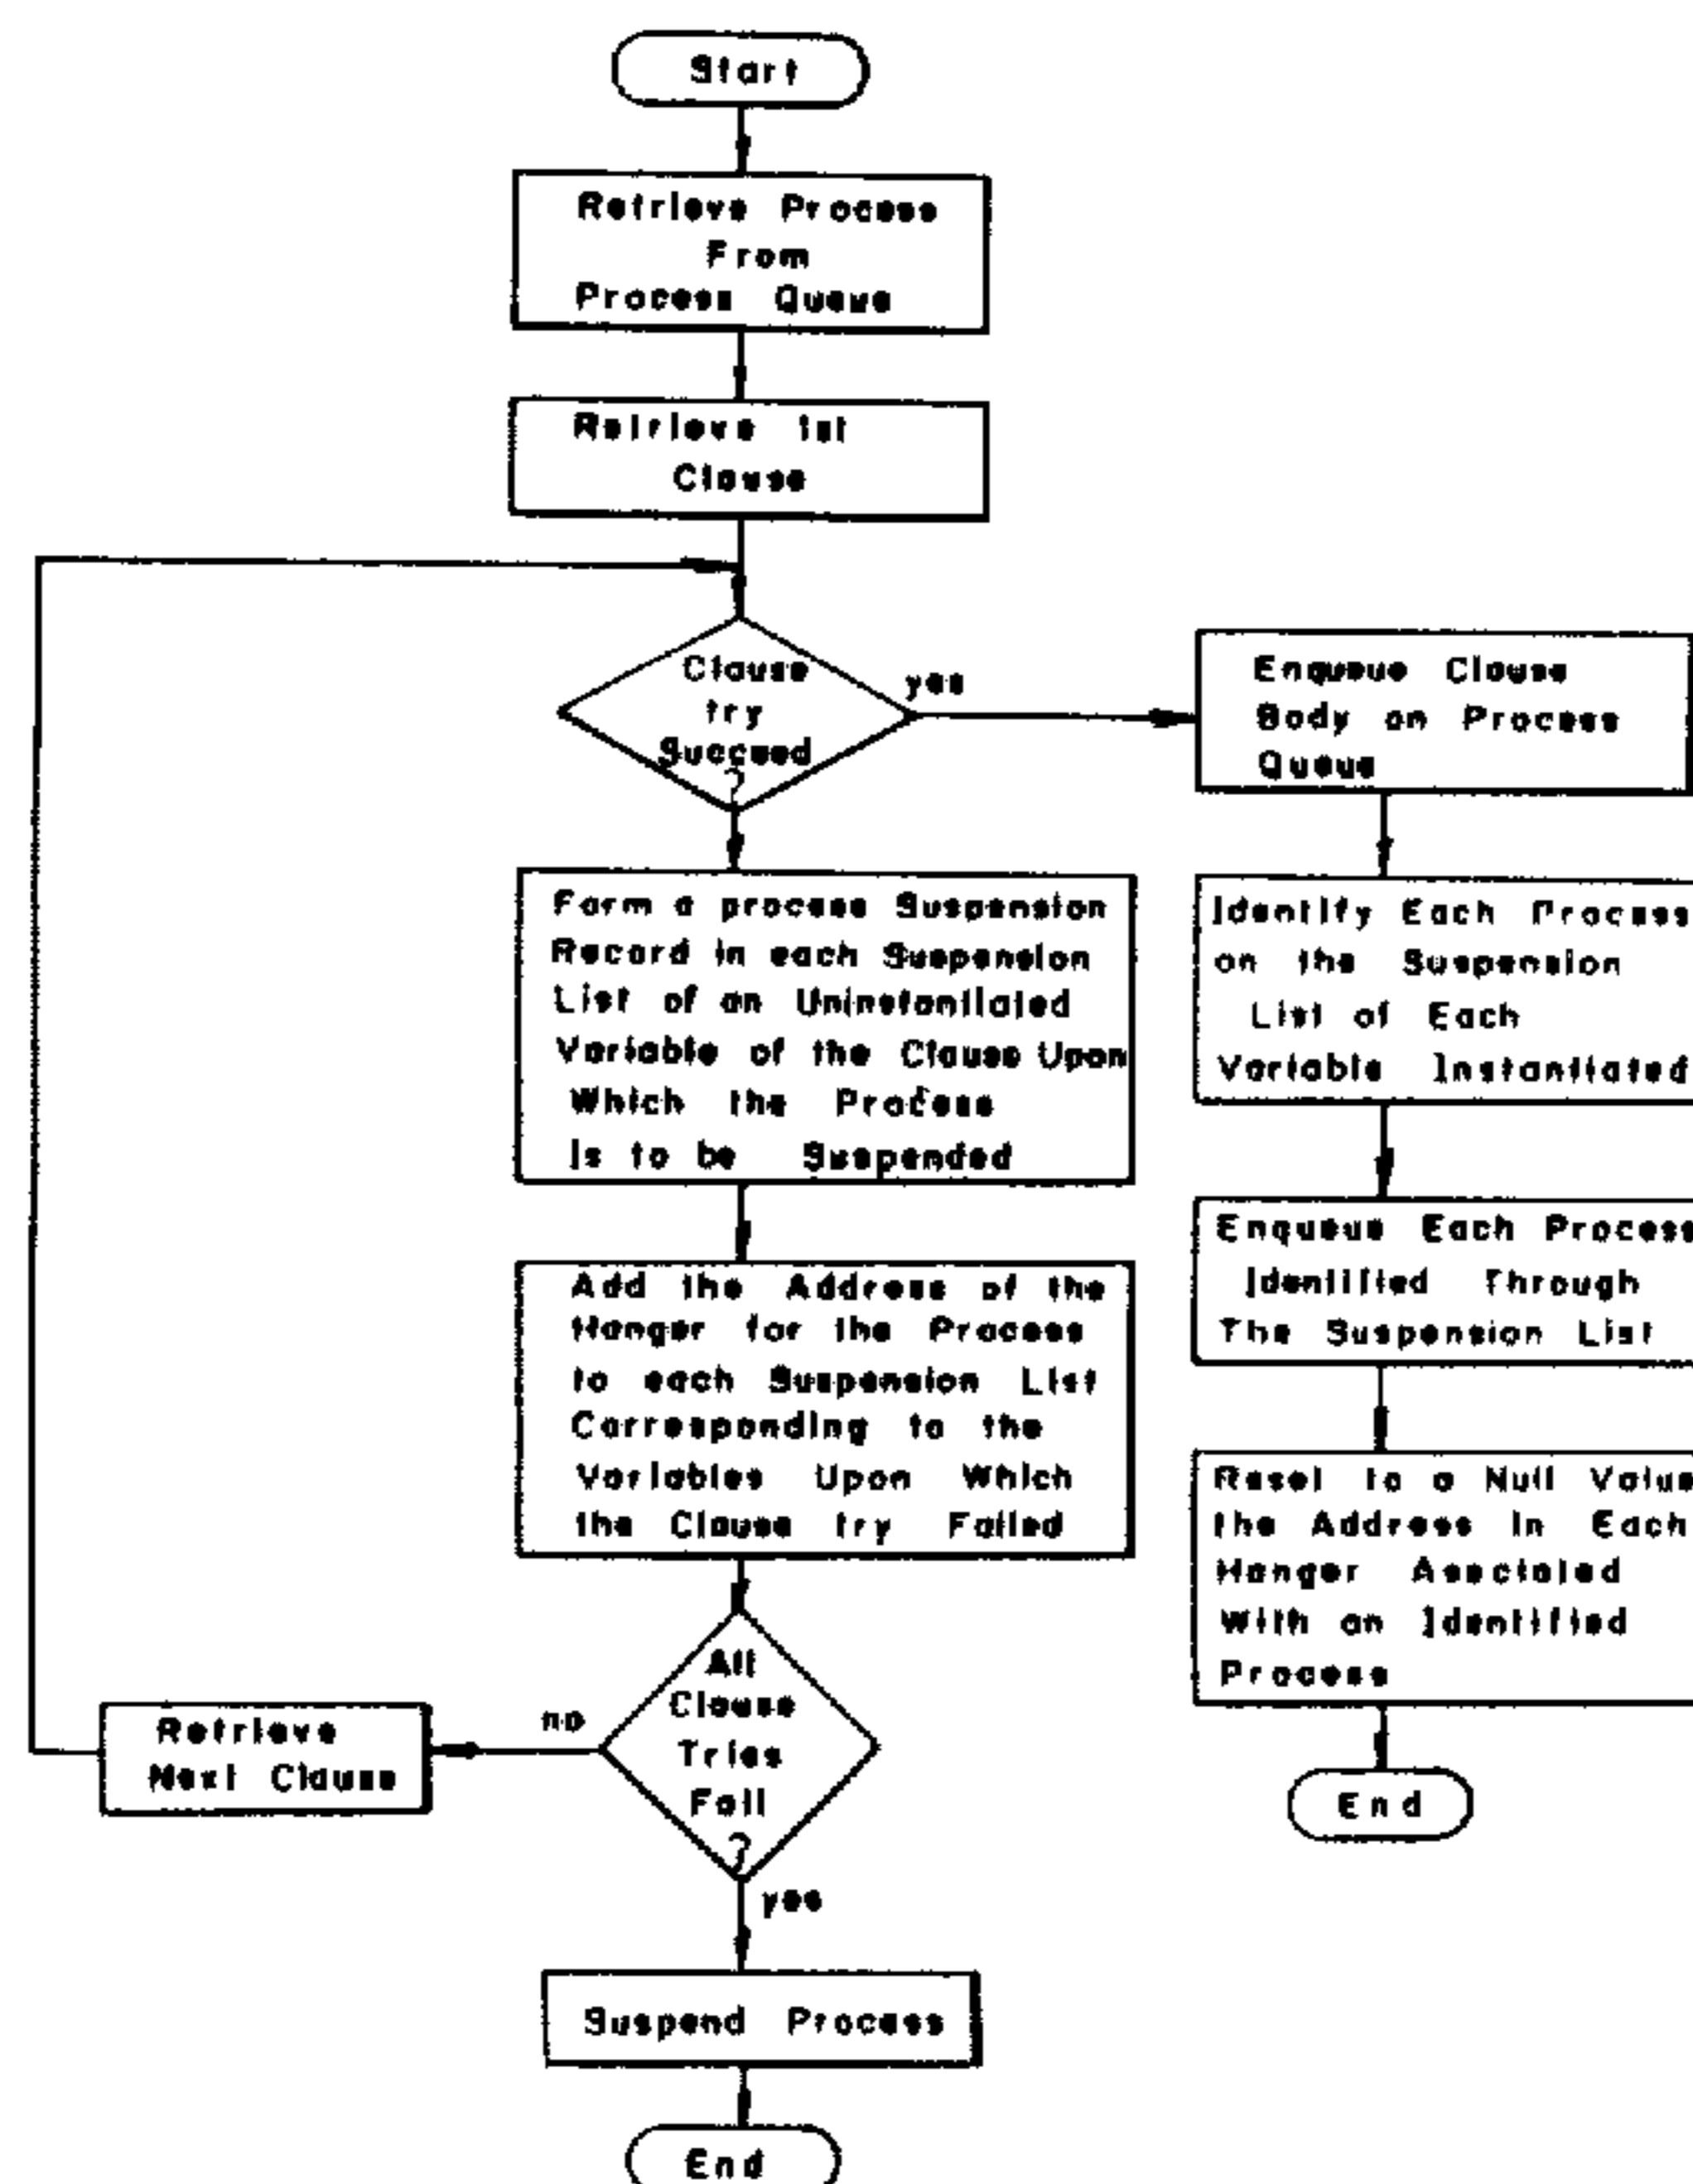 Start
Retrieve Process
From
Process Queue
Retrieve 1st
Clause
Clause
try
Succeed
?
yes
Enqueue Clause
Body on Process
Queue
Form a process Suspension
Record in each Suspension
List of an Uninstantiated
Variable of the Clause Upon
Which the Process
Is to be Suspended
Identify Each Process
on the Suspension
List of Each
Variable Instantiated
Add the Address of the
Hanger for the Process
to each Suspension List
Corresponding to the
Variables Upon Which
the Clause try Failed
Enqueue Each Process
Identified Through
The Suspension List
Reset to a Null Value
the Address in Each
Hanger Associated
With an Identified
Process
End
All
Clause
Tries
Fail
?
no
Retrieve
Next Clause
yes
Suspend Process
End